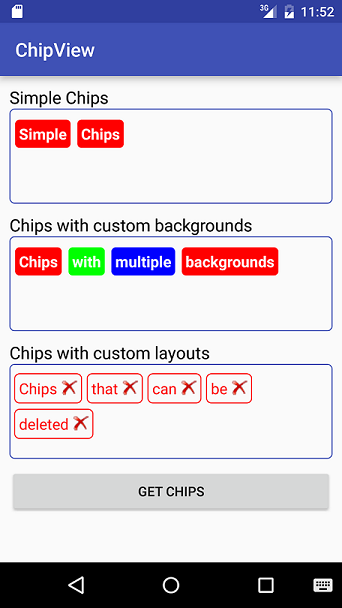 3G 11:52
ChipView
Simple Chips
Simple Chips
Chips with custom backgrounds
Chips with multiple backgrounds
Chips with custom layouts
Chips that can be
deleted
GET CHIPS